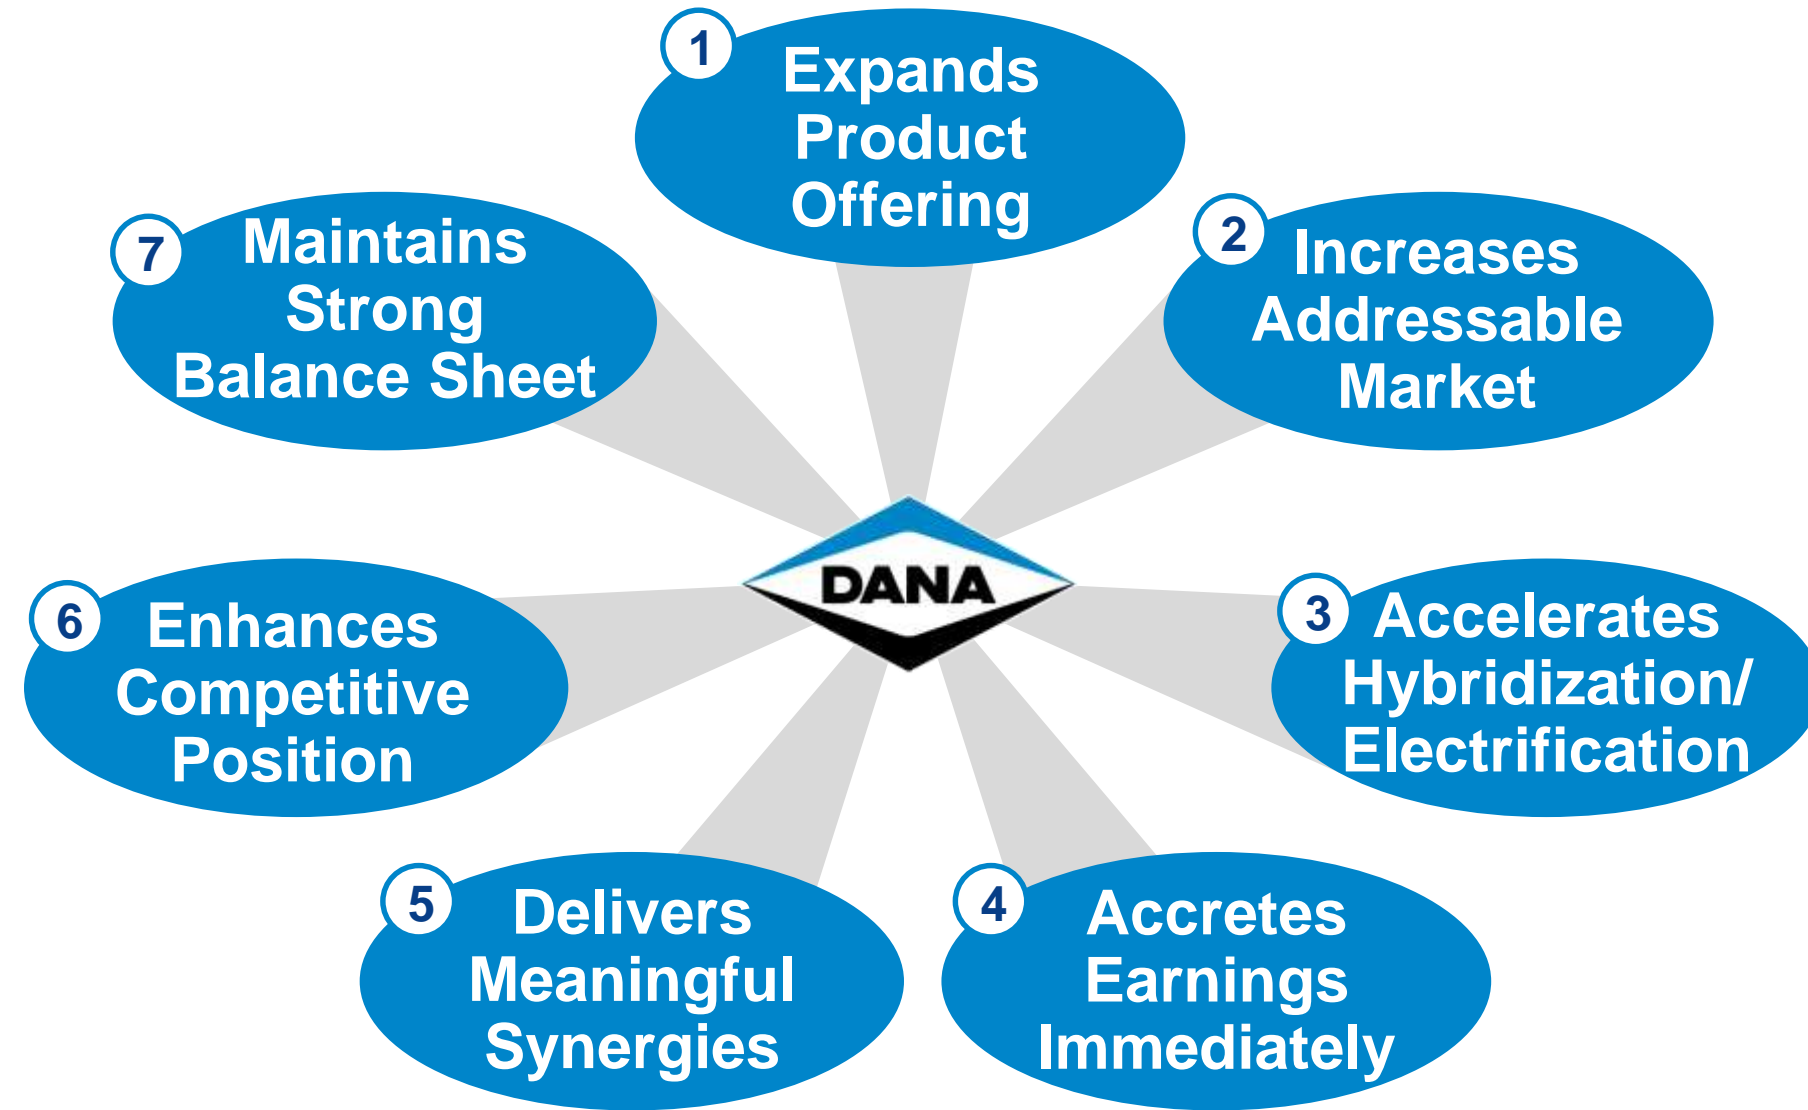 1
Expands
Product
Offering
2
Increases
Addressable
Market
3
Accelerates
Hybridization/
Electrification
4
Accretes
Earnings
Immediately
5
Delivers
Meaningful
Synergies
6
Enhances
Competitive
Position
7
Maintains
Strong
Balance Sheet
DANA